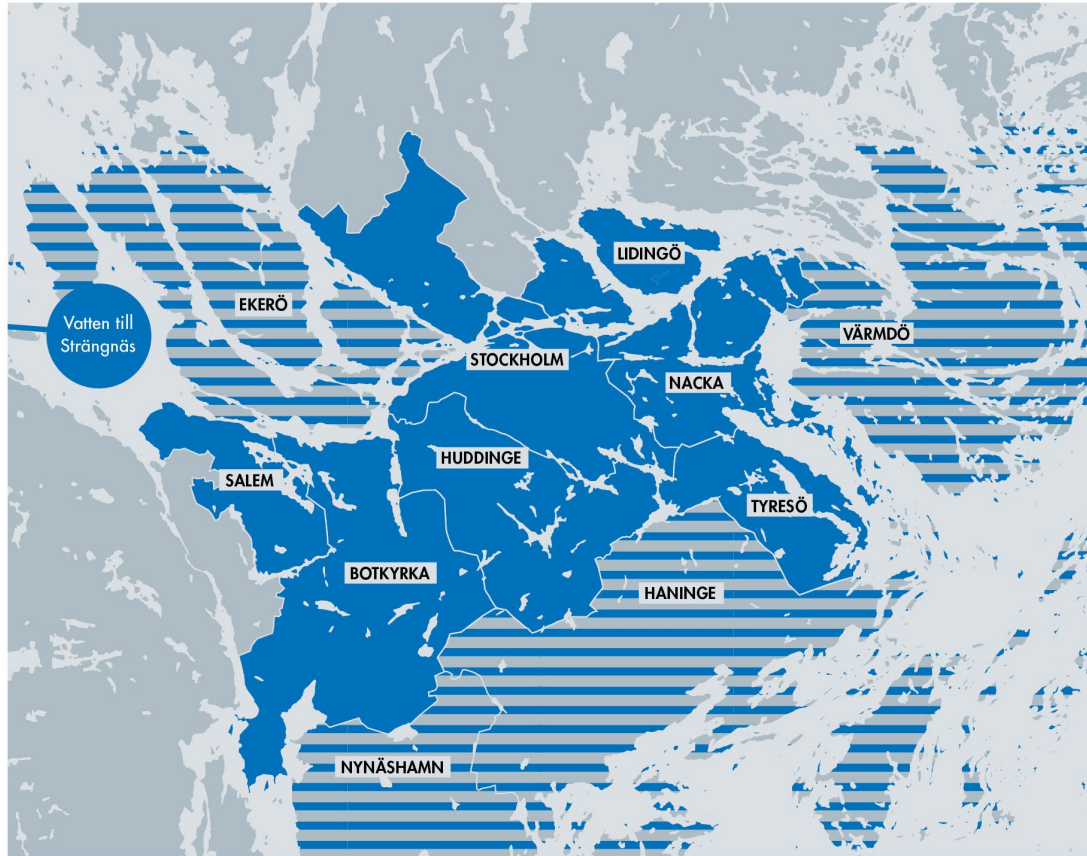 LIDINGÖ
EKERÖ
Vatten till
Strängnäs
VÄRMDÖ
STOCKHOLM
NACKA
HUDDINGE
SALEM
TYRESÖ
BOTKYRKA
HANINGE
NYNÄSHAMN